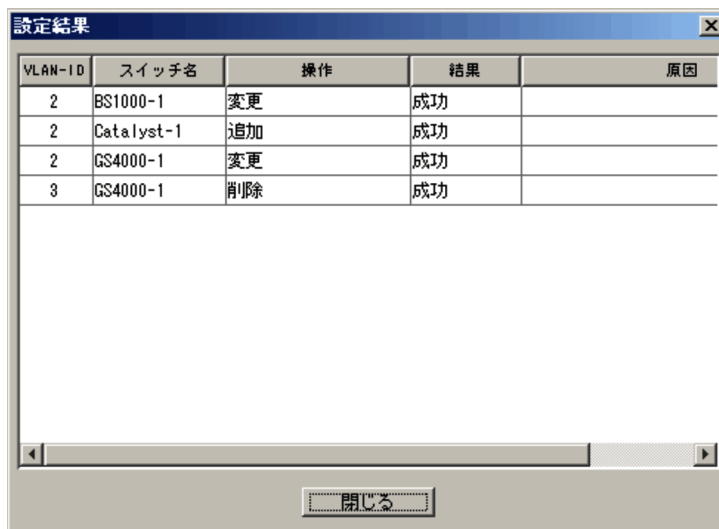 設定結果
VLAN-ID スイッチ名 操作 結果 原因
2 BS1000-1 変更 成功
2 Catalyst-1 追加 成功
2 GS4000-1 変更 成功
3 GS4000-1 削除 成功
閉じる